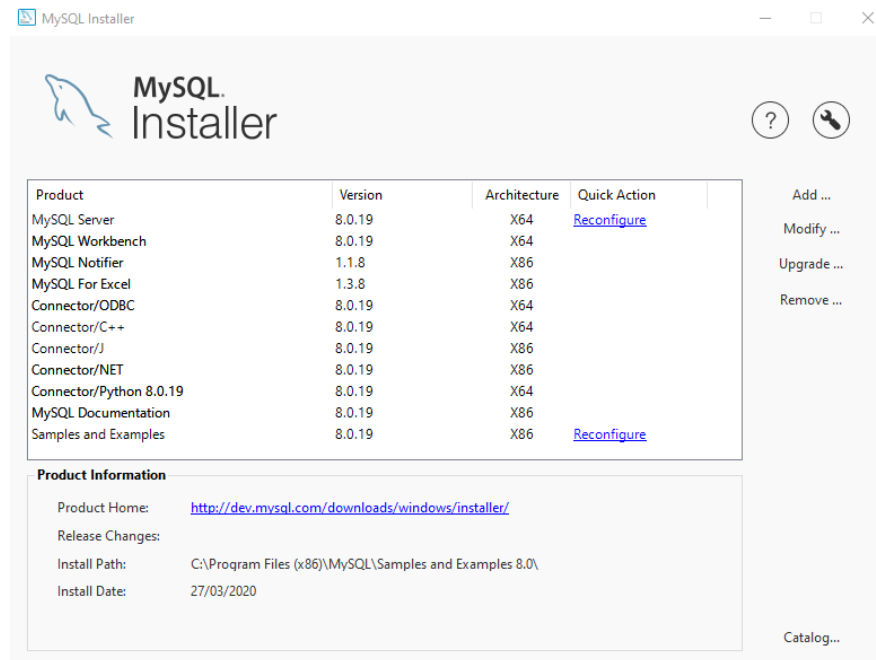 MySQL Installer
MySQL.
Installer
?
Product Version Architecture Quick Action
MySQL Server 8.0.19 X64 Reconfigure
MySQL Workbench 8.0.19 X64
MySQL Notifier 1.1.8 X86
MySQL For Excel 1.3.8 X86
Connector/ODBC 8.0.19 X64
Connector/C++ 8.0.19 X64
Connector/J 8.0.19 X86
Connector/NET 8.0.19 X86
Connector/Python 8.0.19 8.0.19 X64
MySQL Documentation 8.0.19 X86
Samples and Examples 8.0.19 X86 Reconfigure
Add ...
Modify ...
Upgrade ...
Remove ...
Product Information
Product Home: http://dev.mysql.com/downloads/windows/installer/
Release Changes:
Install Path: C:\Program Files (x86)\MySQL\Samples and Examples 8.0\
Install Date: 27/03/2020
Catalog...